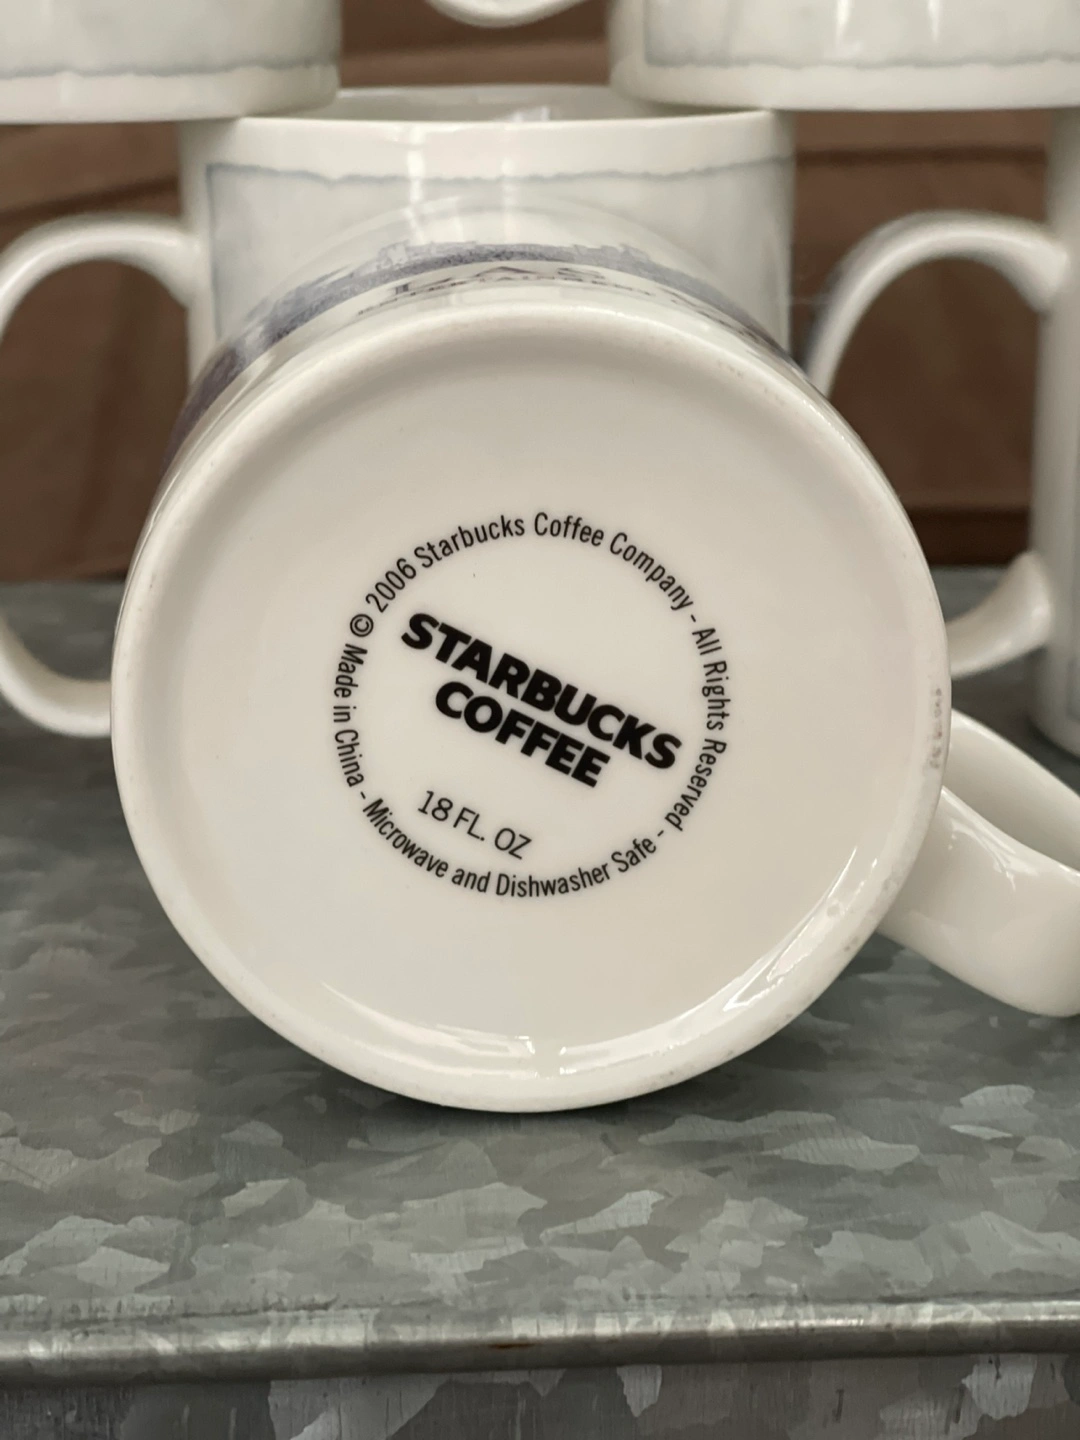 © 2006 Starbucks Coffee Company - All Rights Reserved - Microwave and Dishwasher Safe - Made in China
STARBUCKS
COFFEE
18 FL. OZ